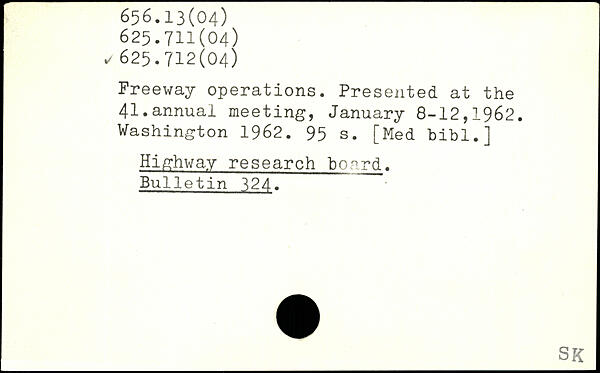 656.13(04)
625.711(04)
✓ 625.712(04)
Freeway operations. Presented at the
41.annual meeting, January 8-12,1962.
Washington 1962. 95 s. [Med bibl.]
Highway research board.
Bulletin 324.
SK